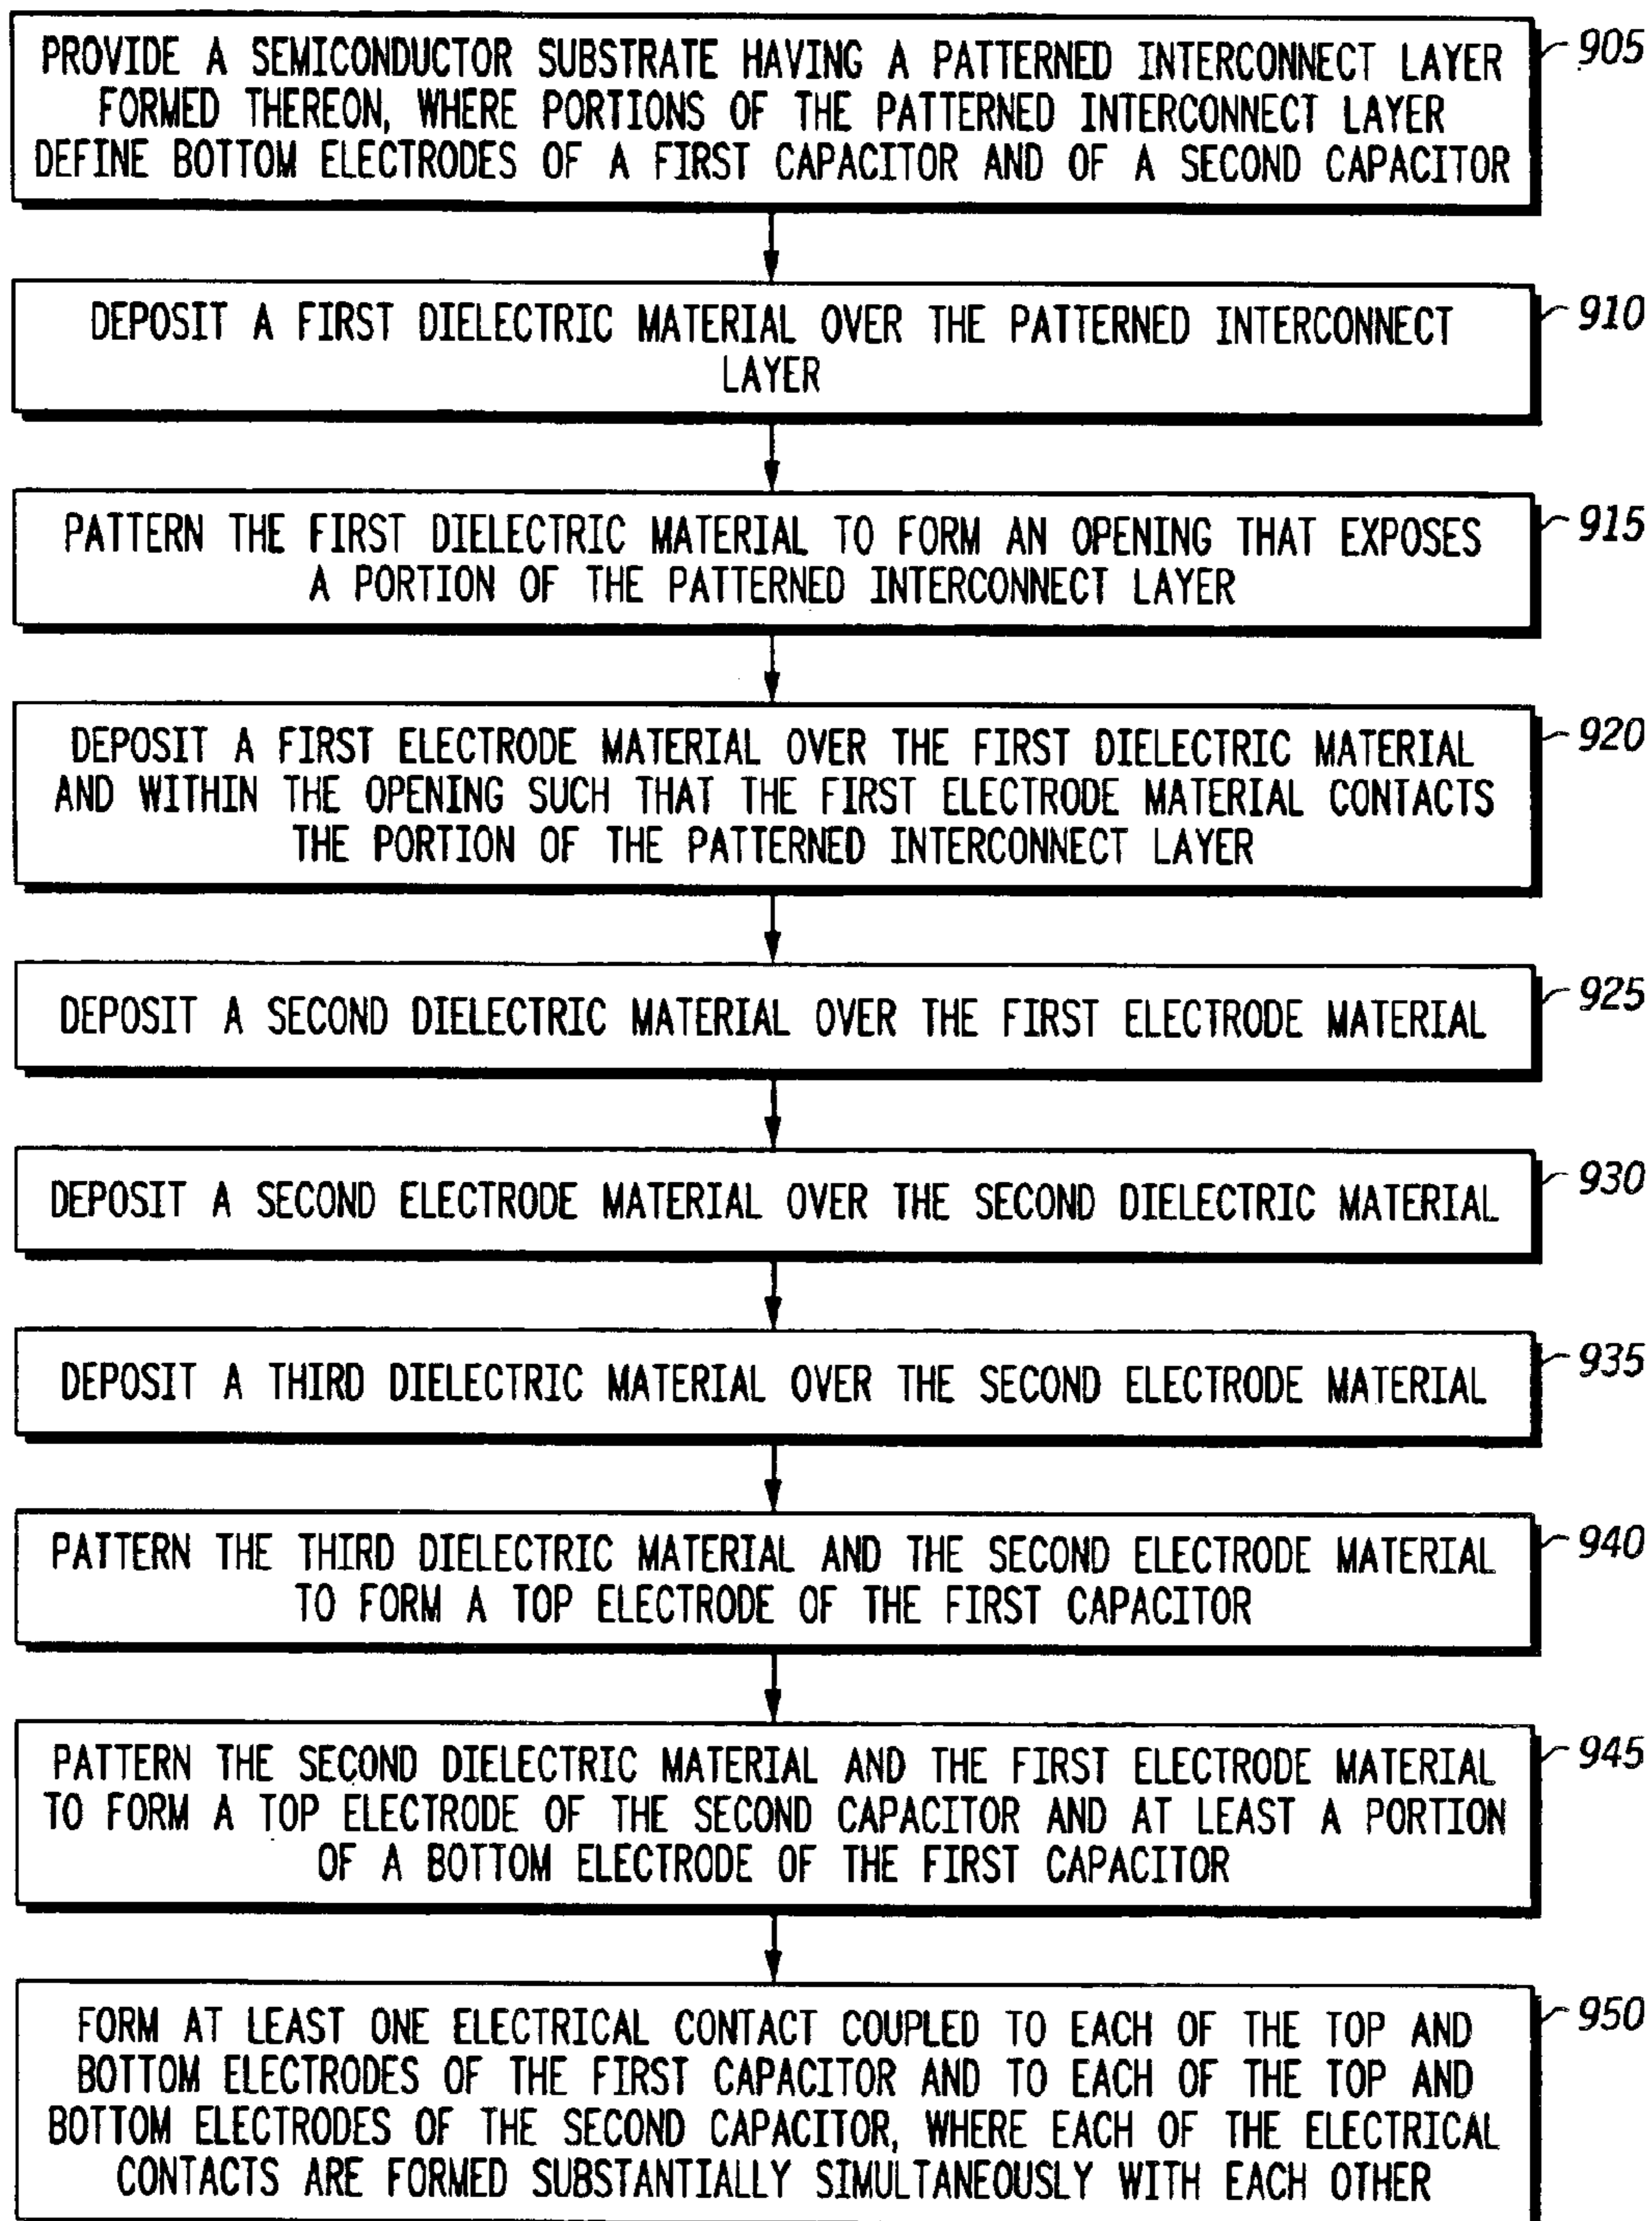 PROVIDE A SEMICONDUCTOR SUBSTRATE HAVING A PATTERNED INTERCONNECT LAYER
FORMED THEREON, WHERE PORTIONS OF THE PATTERNED INTERCONNECT LAYER
DEFINE BOTTOM ELECTRODES OF A FIRST CAPACITOR AND OF A SECOND CAPACITOR
905
DEPOSIT A FIRST DIELECTRIC MATERIAL OVER THE PATTERNED INTERCONNECT
LAYER
910
PATTERN THE FIRST DIELECTRIC MATERIAL TO FORM AN OPENING THAT EXPOSES
A PORTION OF THE PATTERNED INTERCONNECT LAYER
915
DEPOSIT A FIRST ELECTRODE MATERIAL OVER THE FIRST DIELECTRIC MATERIAL
AND WITHIN THE OPENING SUCH THAT THE FIRST ELECTRODE MATERIAL CONTACTS
THE PORTION OF THE PATTERNED INTERCONNECT LAYER
920
DEPOSIT A SECOND DIELECTRIC MATERIAL OVER THE FIRST ELECTRODE MATERIAL
925
DEPOSIT A SECOND ELECTRODE MATERIAL OVER THE SECOND DIELECTRIC MATERIAL
930
DEPOSIT A THIRD DIELECTRIC MATERIAL OVER THE SECOND ELECTRODE MATERIAL
935
PATTERN THE THIRD DIELECTRIC MATERIAL AND THE SECOND ELECTRODE MATERIAL
TO FORM A TOP ELECTRODE OF THE FIRST CAPACITOR
940
PATTERN THE SECOND DIELECTRIC MATERIAL AND THE FIRST ELECTRODE MATERIAL
TO FORM A TOP ELECTRODE OF THE SECOND CAPACITOR AND AT LEAST A PORTION
OF A BOTTOM ELECTRODE OF THE FIRST CAPACITOR
945
FORM AT LEAST ONE ELECTRICAL CONTACT COUPLED TO EACH OF THE TOP AND
BOTTOM ELECTRODES OF THE FIRST CAPACITOR AND TO EACH OF THE TOP AND
BOTTOM ELECTRODES OF THE SECOND CAPACITOR, WHERE EACH OF THE ELECTRICAL
CONTACTS ARE FORMED SUBSTANTIALLY SIMULTANEOUSLY WITH EACH OTHER
950